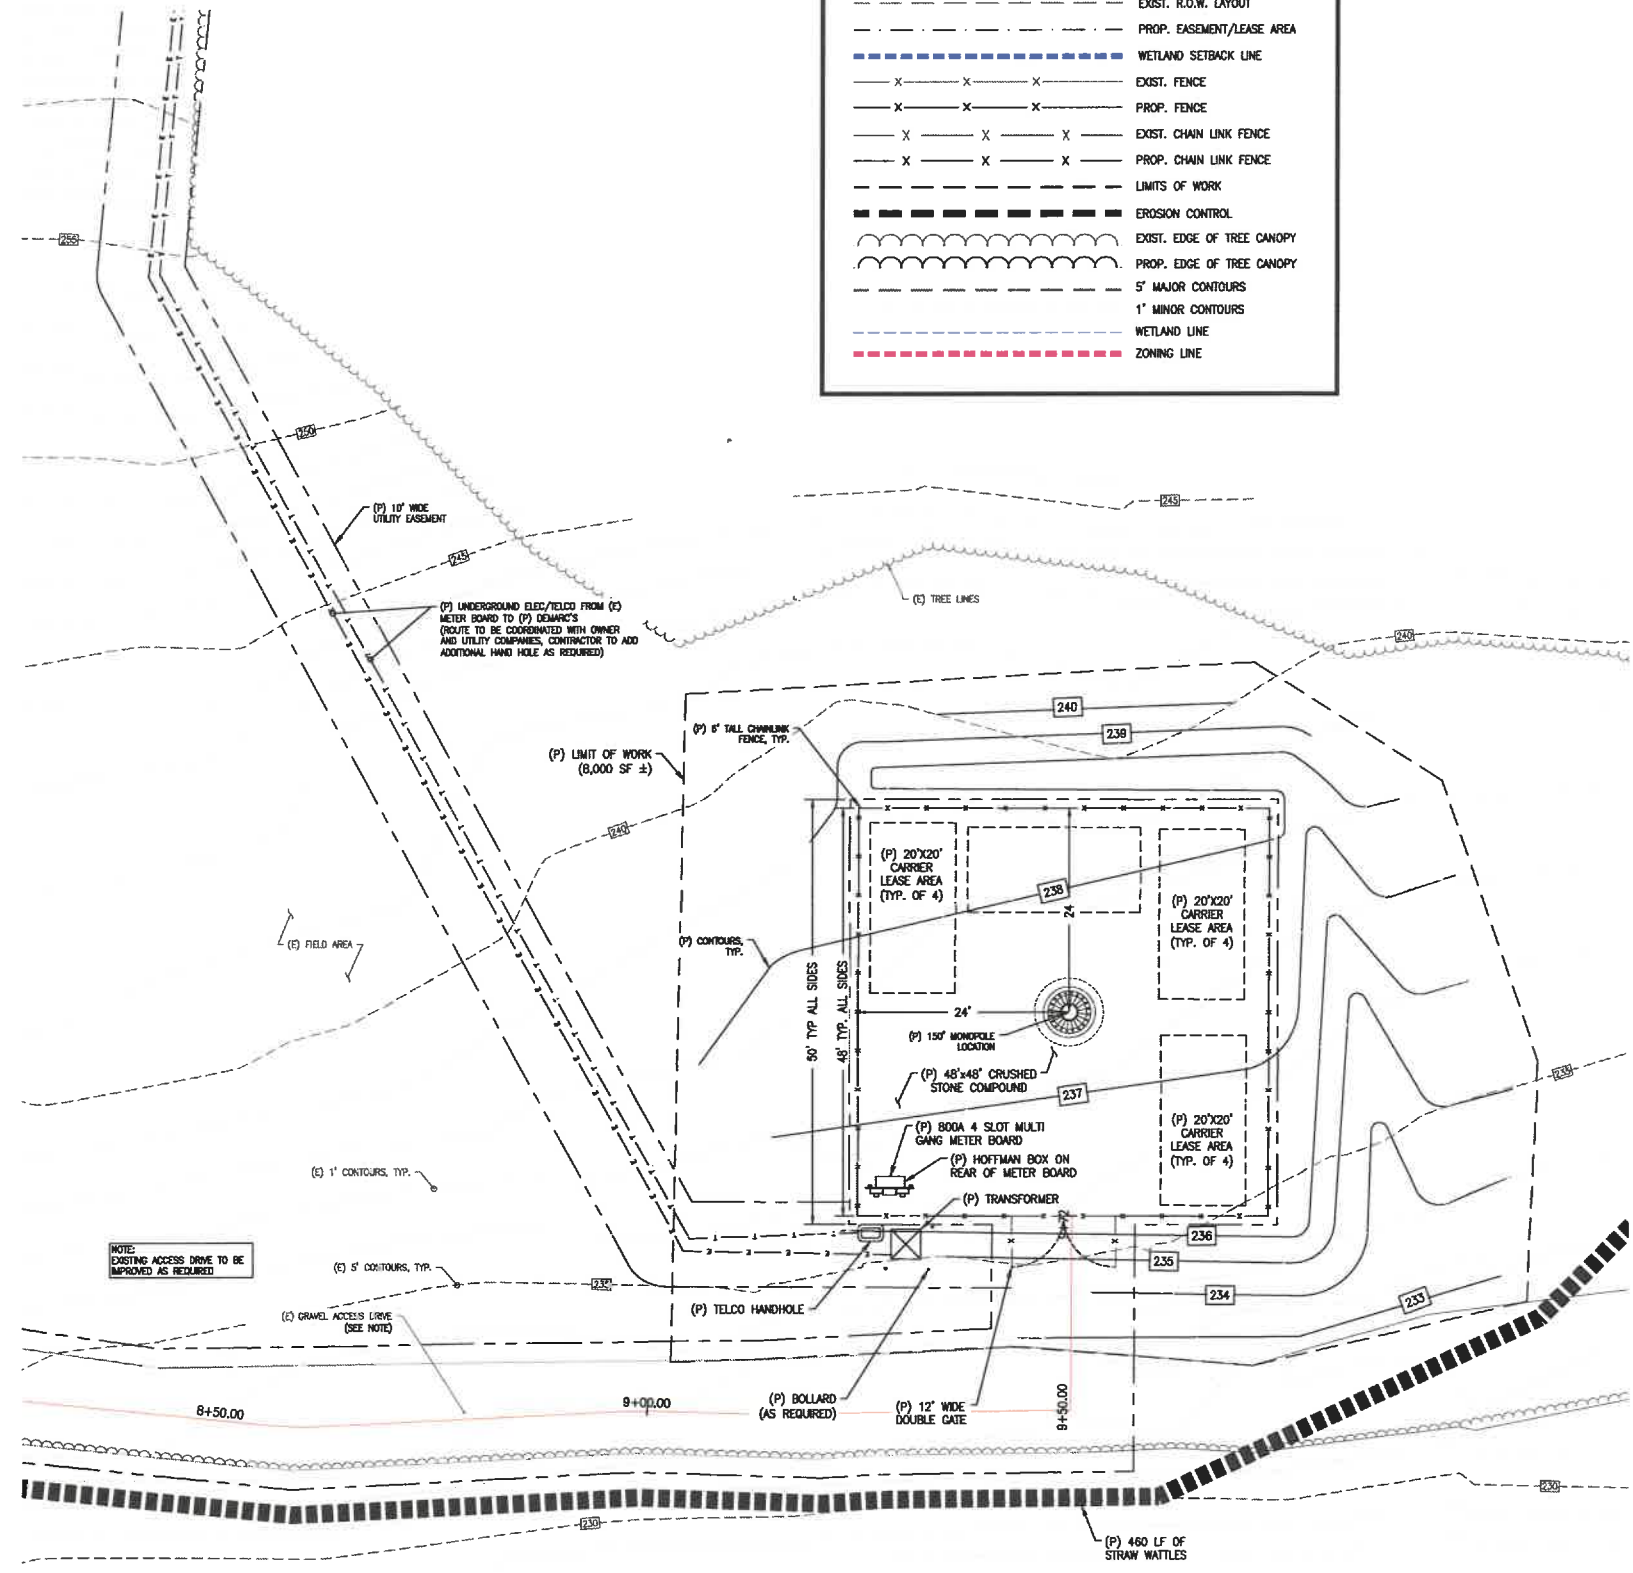 EXIST. R.O.W. LAYOUT
PROP. EASEMENT/LEASE AREA
WETLAND SETBACK LINE
EXIST. FENCE
PROP. FENCE
EXIST. CHAIN LINK FENCE
PROP. CHAIN LINK FENCE
LIMITS OF WORK
EROSION CONTROL
EXIST. EDGE OF TREE CANOPY
PROP. EDGE OF TREE CANOPY
5' MAJOR CONTOURS
1' MINOR CONTOURS
WETLAND LINE
ZONING LINE
255
250
(P) 10' WIDE
UTILITY EASEMENT
245
245
(P) UNDERGROUND ELEC/TELCO FROM (E)
METER BOARD TO (P) DEMARC'S
(ROUTE TO BE COORDINATED WITH OWNER
AND UTILITY COMPANIES, CONTRACTOR TO ADD
ADDITIONAL HAND HOLE AS REQUIRED)
(E) TREE LINES
240
240
239
(P) 6' TALL CHAINLINK
FENCE, TYP.
(P) LIMIT OF WORK
(8,000 SF ±)
240
(P) 20'X20'
CARRIER
LEASE AREA
(TYP. OF 4)
238
24'
(P) 20'X20'
CARRIER
LEASE AREA
(TYP. OF 4)
(E) FIELD AREA
(P) CONTOURS,
TYP.
50' TYP ALL SIDES
48' TYP. ALL SIDES
24'
(P) 150' MONOPOLE
LOCATION
(P) 48'x48' CRUSHED
STONE COMPOUND
237
235
(P) 800A 4 SLOT MULTI
GANG METER BOARD
(P) 20'X20'
CARRIER
LEASE AREA
(TYP. OF 4)
(P) HOFFMAN BOX ON
REAR OF METER BOARD
(E) 1' CONTOURS, TYP.
(P) TRANSFORMER
236
235
234
233
NOTE:
EXISTING ACCESS DRIVE TO BE
IMPROVED AS REQUIRED
(E) 5' CONTOURS, TYP.
235
(P) TELCO HANDHOLE
(E) GRAVEL ACCESS DRIVE
(SEE NOTE)
8+50.00
9+00.00
9+50.00
(P) BOLLARD
(AS REQUIRED)
(P) 12' WIDE
DOUBLE GATE
230
230
(P) 460 LF OF
STRAW WATTLES